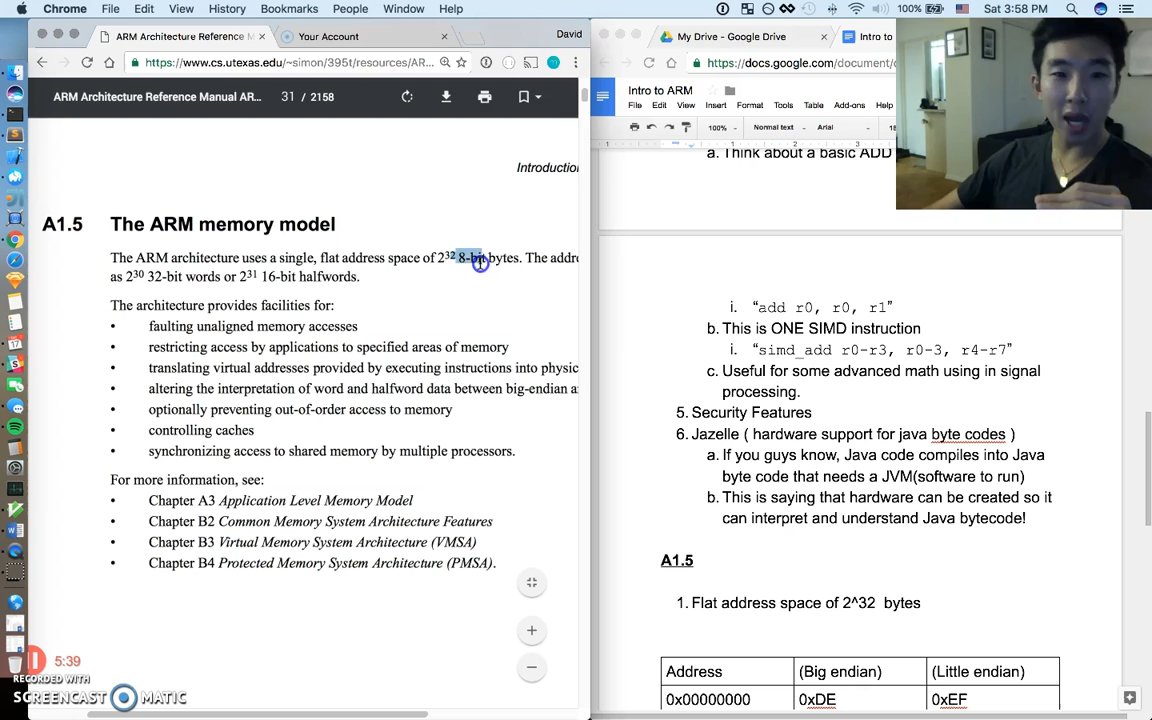 Chrome File Edit View History Bookmarks People Window Help 100% Sat 3:58 PM
ARM Architecture Reference M Your Account David
https://www.cs.utexas.edu/~simon/395t/resources/AR...
ARM Architecture Reference Manual AR... 31 / 2158
Introduction
A1.5 The ARM memory model
The ARM architecture uses a single, flat address space of 2³² 8-bit bytes. The addre
as 2³⁰ 32-bit words or 2³¹ 16-bit halfwords.
The architecture provides facilities for:
• faulting unaligned memory accesses
• restricting access by applications to specified areas of memory
• translating virtual addresses provided by executing instructions into physic
• altering the interpretation of word and halfword data between big-endian a
• optionally preventing out-of-order access to memory
• controlling caches
• synchronizing access to shared memory by multiple processors.
For more information, see:
• Chapter A3 Application Level Memory Model
• Chapter B2 Common Memory System Architecture Features
• Chapter B3 Virtual Memory System Architecture (VMSA)
• Chapter B4 Protected Memory System Architecture (PMSA).
5:39
RECORDED WITH
SCREENCAST MATIC
My Drive - Google Drive Intro to
https://docs.google.com/document/
Intro to ARM
File Edit View Insert Format Tools Table Add-ons Help
100% Normal text Arial 18
1 1 2 3
a. Think about a basic ADD
i. “add r0, r0, r1”
b. This is ONE SIMD instruction
i. “simd_add r0-r3, r0-3, r4-r7”
c. Useful for some advanced math using in signal
processing.
5. Security Features
6. Jazelle ( hardware support for java byte codes )
a. If you guys know, Java code compiles into Java
byte code that needs a JVM(software to run)
b. This is saying that hardware can be created so it
can interpret and understand Java bytecode!
A1.5
1. Flat address space of 2^32 bytes
Address (Big endian) (Little endian)
0x00000000 0xDE 0xEF